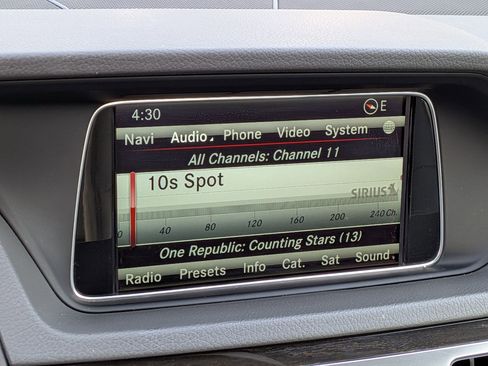 4:30 E
Navi Audio Phone Video System
All Channels: Channel 11
10s Spot
SIRIUS
40 80 120 160 200 240 Ch.
One Republic: Counting Stars (13)
Radio Presets Info Cat. Sat Sound